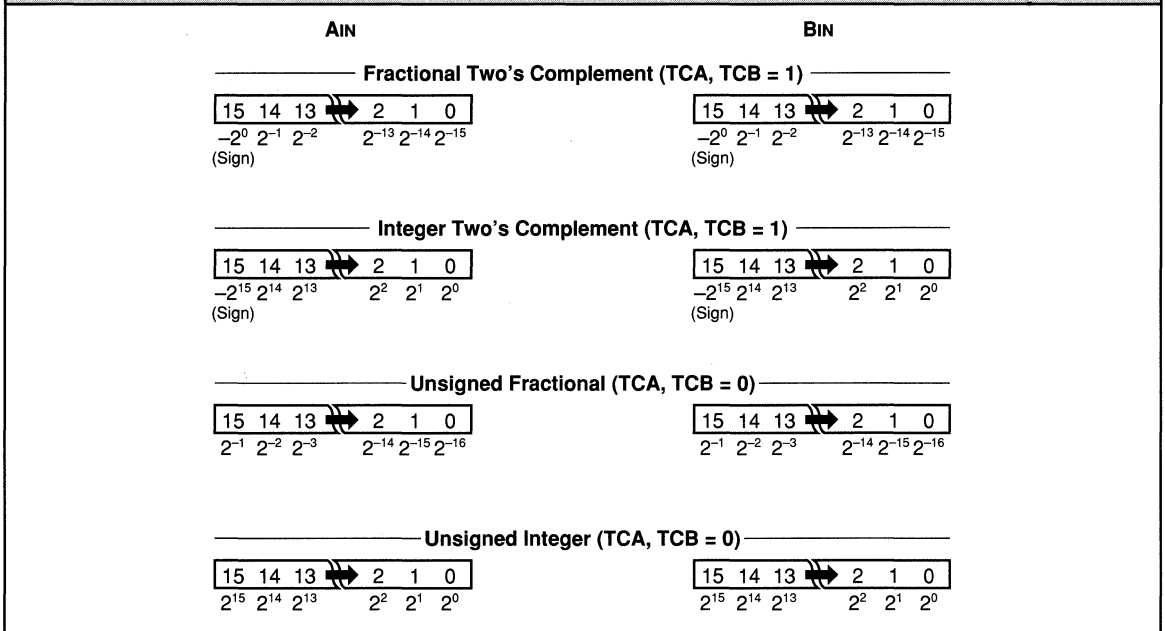 AIN BIN
Fractional Two's Complement (TCA, TCB = 1)
15 14 13 2 1 0 15 14 13 2 1 0
–2⁰ 2⁻¹ 2⁻² 2⁻¹³ 2⁻¹⁴ 2⁻¹⁵ –2⁰ 2⁻¹ 2⁻² 2⁻¹³ 2⁻¹⁴ 2⁻¹⁵
(Sign) (Sign)
Integer Two's Complement (TCA, TCB = 1)
15 14 13 2 1 0 15 14 13 2 1 0
–2¹⁵ 2¹⁴ 2¹³ 2² 2¹ 2⁰ –2¹⁵ 2¹⁴ 2¹³ 2² 2¹ 2⁰
(Sign) (Sign)
Unsigned Fractional (TCA, TCB = 0)
15 14 13 2 1 0 15 14 13 2 1 0
2⁻¹ 2⁻² 2⁻³ 2⁻¹⁴ 2⁻¹⁵ 2⁻¹⁶ 2⁻¹ 2⁻² 2⁻³ 2⁻¹⁴ 2⁻¹⁵ 2⁻¹⁶
Unsigned Integer (TCA, TCB = 0)
15 14 13 2 1 0 15 14 13 2 1 0
2¹⁵ 2¹⁴ 2¹³ 2² 2¹ 2⁰ 2¹⁵ 2¹⁴ 2¹³ 2² 2¹ 2⁰